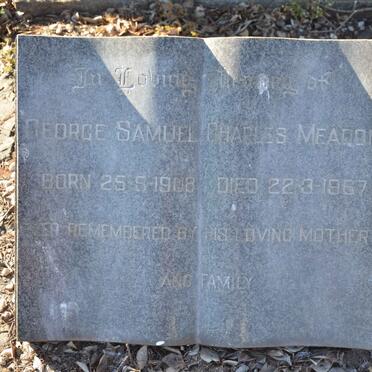 In Loving Memory of
GEORGE SAMUEL CHARLES MEADO
BORN 25-5-1908 DIED 22-3-1967
EVER REMEMBERED BY HIS LOVING MOTHER
AND FAMILY